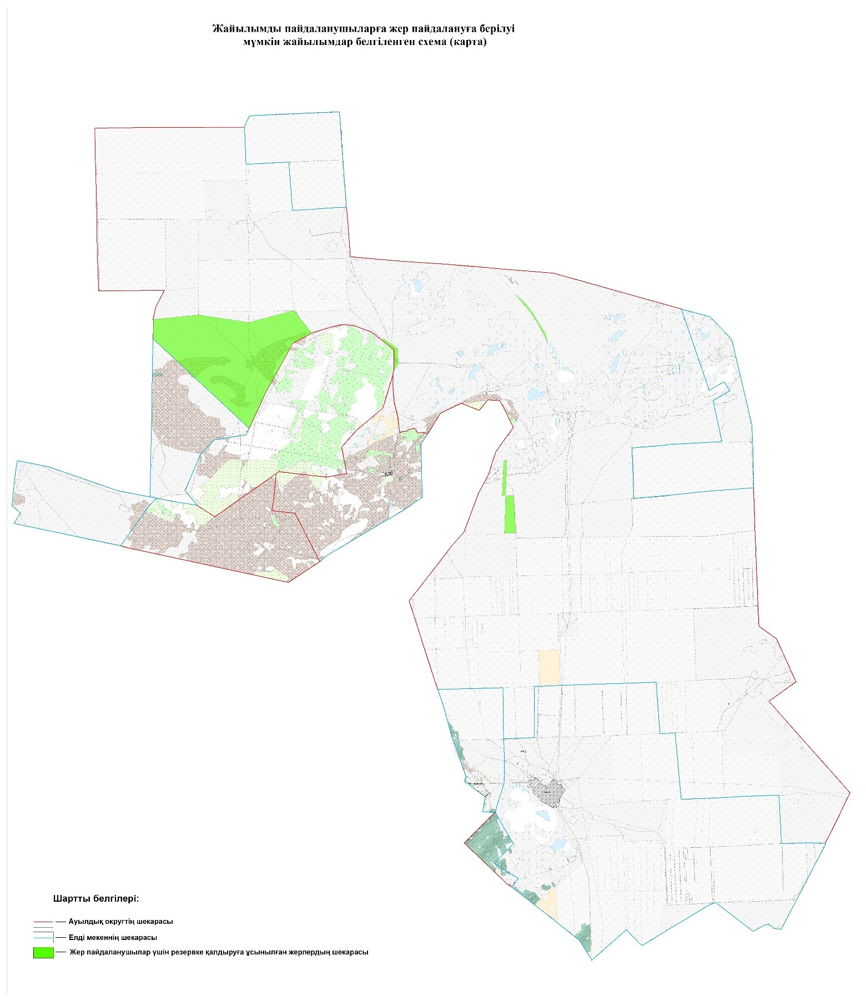 Жайылымды пайдаланушыларға жер пайдалануға берілуі
мүмкін жайылымдар белгіленген схема (карта)
Шартты белгілері:
Ауылдық округтің шекарасы
Елді мекеннің шекарасы
Жер пайдаланушылар үшін резервке қалдыруға ұсынылған жерлердің шекарасы